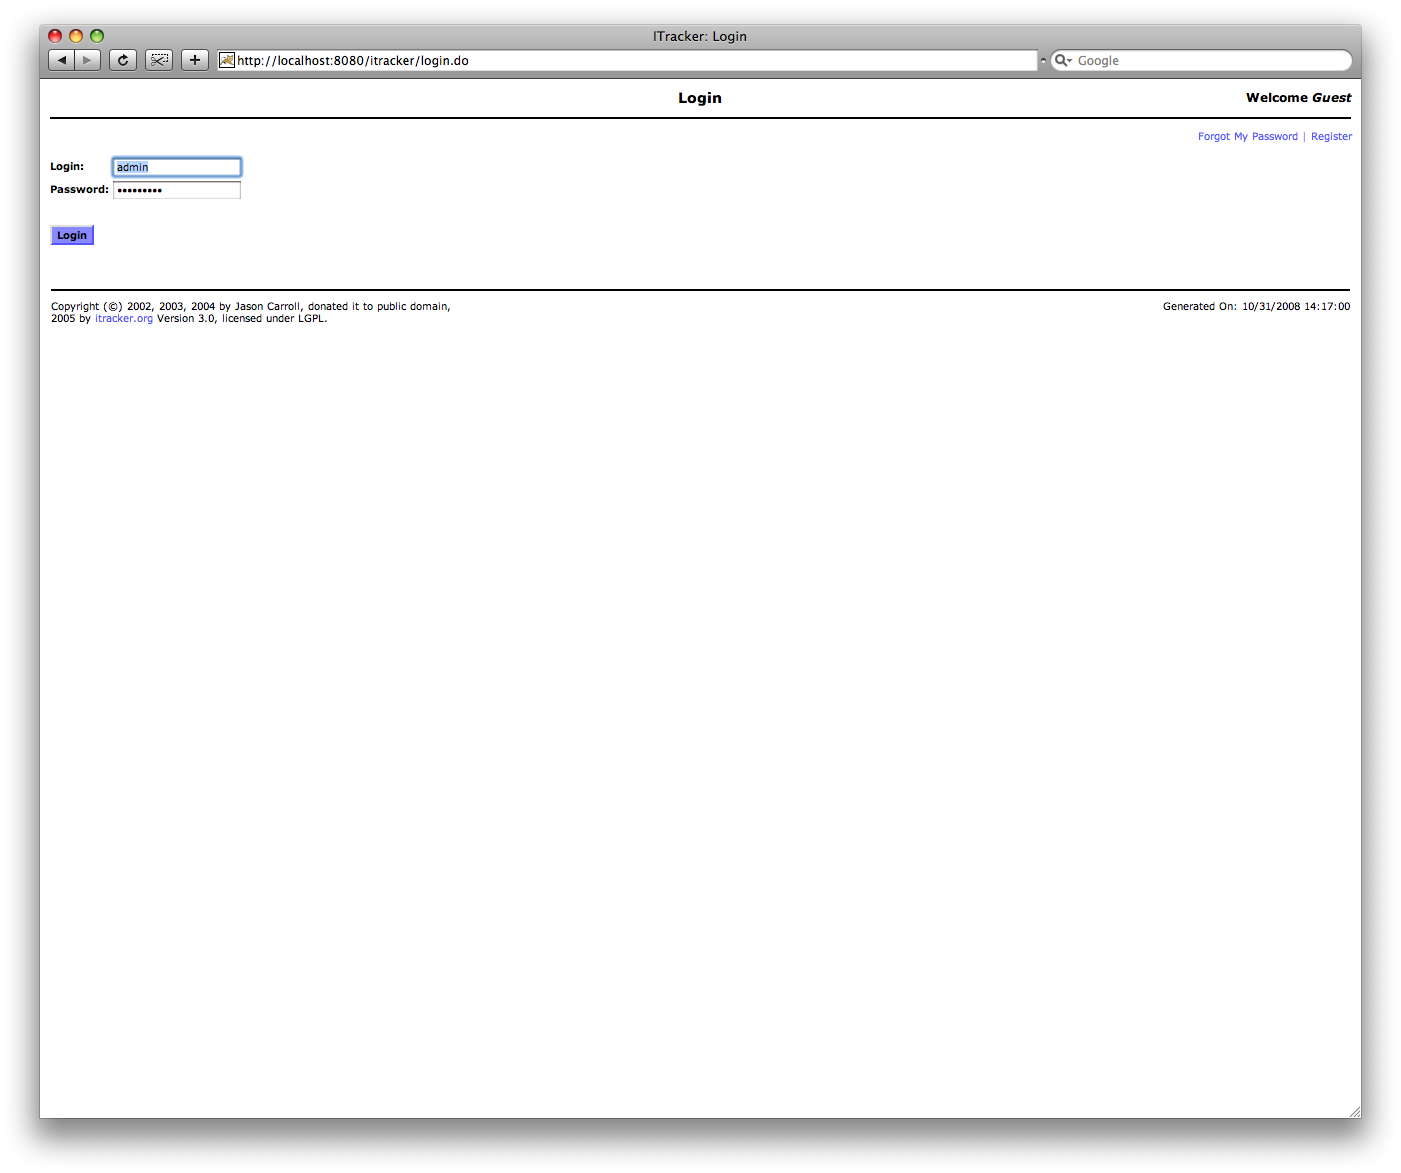 ITracker: Login
http://localhost:8080/itracker/login.do
Google
Login
Welcome Guest
Forgot My Password | Register
Login: admin
Password: •••••••••
Login
Copyright (©) 2002, 2003, 2004 by Jason Carroll, donated it to public domain,
2005 by itracker.org Version 3.0, licensed under LGPL.
Generated On: 10/31/2008 14:17:00